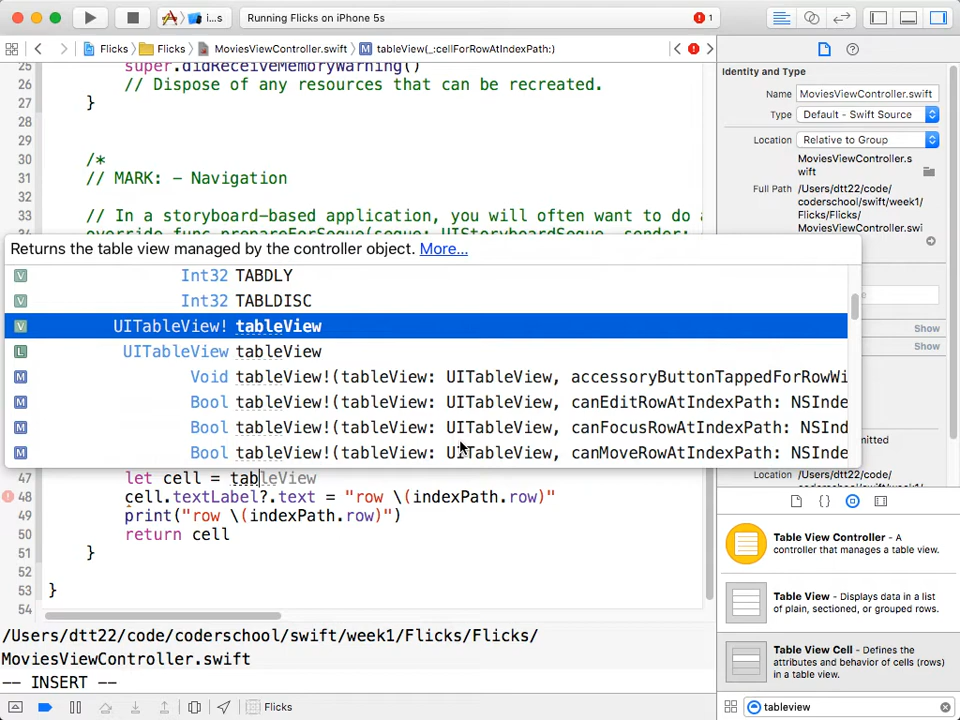 i...s
Running Flicks on iPhone 5s
1
Flicks
Flicks
MoviesViewController.swift
M
tableView(_:cellForRowAtIndexPath:)
25 super.didReceiveMemoryWarning()
26 // Dispose of any resources that can be recreated.
27 }
28
29
30 /*
31 // MARK: - Navigation
32
33 // In a storyboard-based application, you will often want to do a
Returns the table view managed by the controller object. More...
V Int32 TABDLY
V Int32 TABLDISC
V UITableView! tableView
L UITableView tableView
M Void tableView!(tableView: UITableView, accessoryButtonTappedForRowWi
M Bool tableView!(tableView: UITableView, canEditRowAtIndexPath: NSInde
M Bool tableView!(tableView: UITableView, canFocusRowAtIndexPath: NSInde
M Bool tableView!(tableView: UITableView, canMoveRowAtIndexPath: NSInde
47 let cell = tableView
48 cell.textLabel?.text = "row \(indexPath.row)"
49 print("row \(indexPath.row)")
50 return cell
51 }
52
53 }
54
/Users/dtt22/code/coderschool/swift/week1/Flicks/Flicks/
MoviesViewController.swift
-- INSERT --
Flicks
Identity and Type
Name MoviesViewController.swift
Type Default - Swift Source
Location Relative to Group
MoviesViewController.s
wift
Full Path /Users/dtt22/code/
coderschool/swift/week1/
Flicks/Flicks/
MoviesViewController.swi
Show
Show
Location
Table View Controller - A
controller that manages a table view.
Table View - Displays data in a list
of plain, sectioned, or grouped rows.
Table View Cell - Defines the
attributes and behavior of cells (rows)
in a table view.
tableview